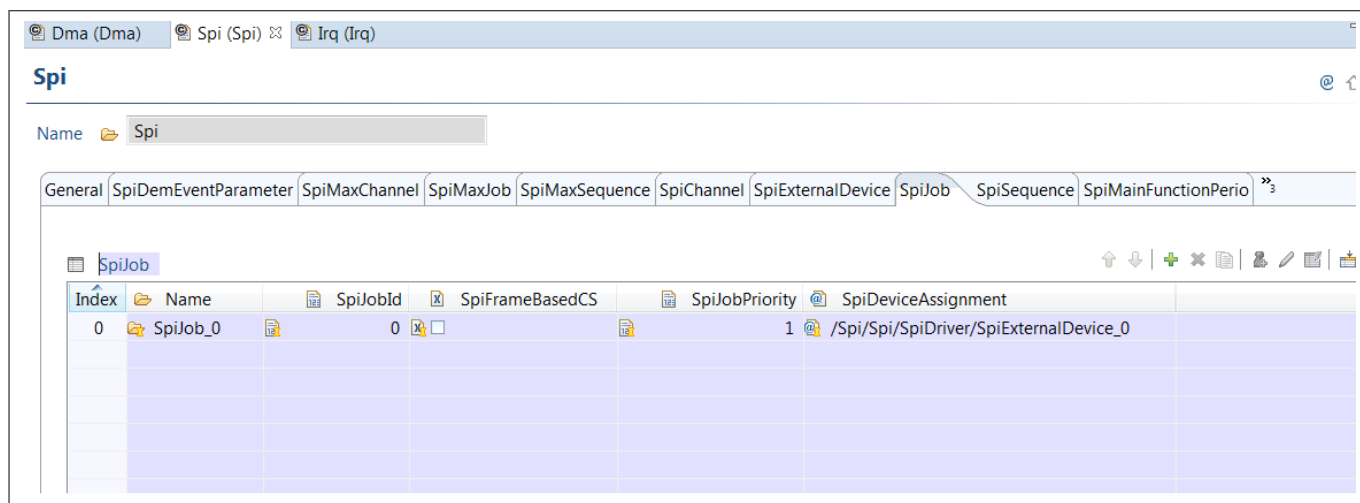 Dma (Dma) Spi (Spi) Irq (Irq)
Spi
Name Spi
General SpiDemEventParameter SpiMaxChannel SpiMaxJob SpiMaxSequence SpiChannel SpiExternalDevice SpiJob SpiSequence SpiMainFunctionPerio »3
SpiJob
Index Name SpiJobId SpiFrameBasedCS SpiJobPriority SpiDeviceAssignment
0 SpiJob_0 0 1 /Spi/Spi/SpiDriver/SpiExternalDevice_0